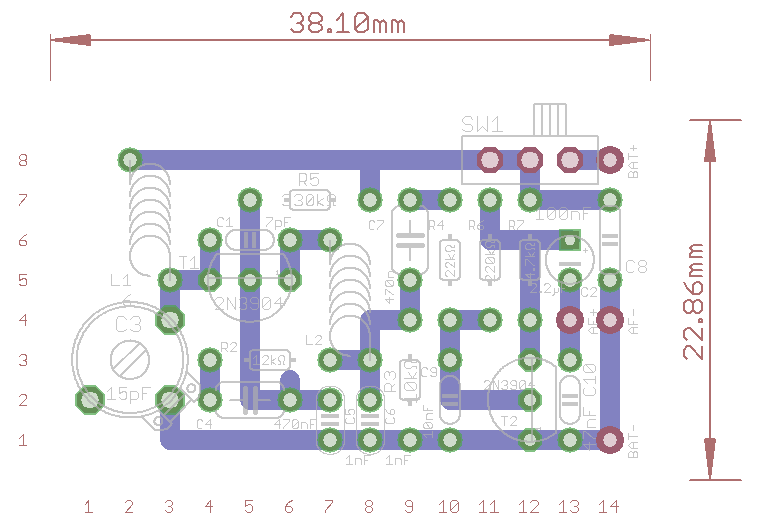 38.10mm
SW1
8
BAT+
R5
7
330kΩ
100nF
C1
7pF
C7
R4
R6
R7
6
22kΩ
220kΩ
4.7kΩ
T1
5
L1
470n
2.2µ
C2
C8
2N3904
22.86mm
C3
4
AF+
AF-
L2
R2
12kΩ
3
R3
10kΩ
C9
2N3904
C10
15pF
2
C4
470nF
C5
C6
10nF
T2
47nF
1
BAT-
1nF
1nF
1 2 3 4 5 6 7 8 9 10 11 12 13 14